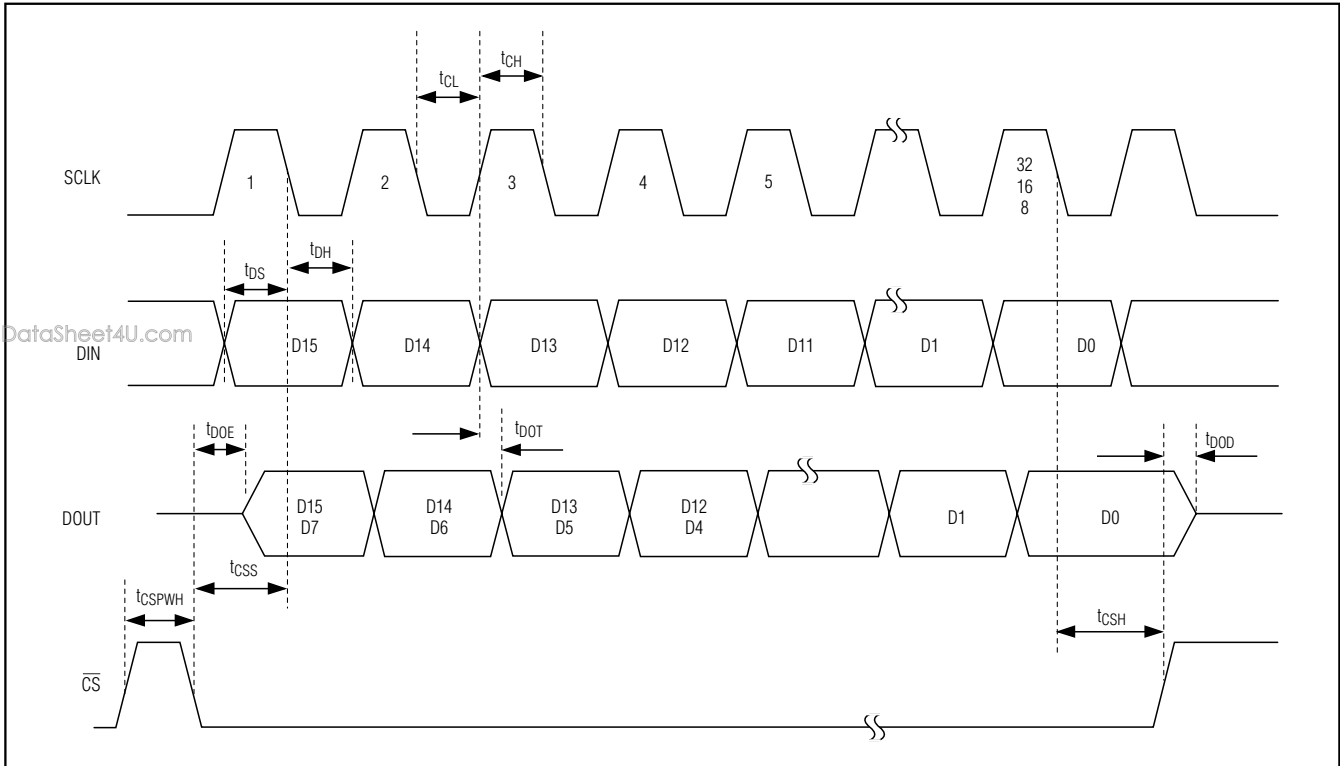 tCH
tCL
SCLK
1
2
3
4
5
32
16
8
tDH
tDS
DataSheet4U.com
DIN
D15
D14
D13
D12
D11
D1
D0
tDOE
tDOT
tDOD
DOUT
D15
D7
D14
D6
D13
D5
D12
D4
D1
D0
tCSS
tCSPWH
tCSH
CS